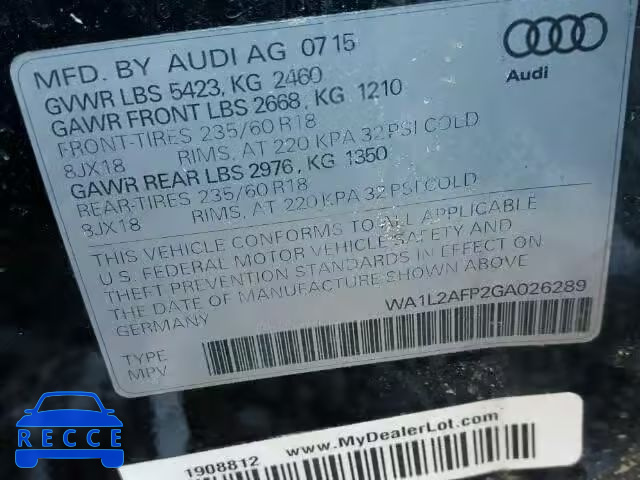 MFD. BY AUDI AG 0715
GVWR LBS 5423, KG 2460
GAWR FRONT LBS 2668, KG 1210
FRONT-TIRES 235/60 R18
8JX18 RIMS, AT 220 KPA 32 PSI COLD
GAWR REAR LBS 2976, KG 1350
REAR-TIRES 235/60 R18
8JX18 RIMS, AT 220 KPA 32 PSI COLD
Audi
THIS VEHICLE CONFORMS TO ALL APPLICABLE
U.S. FEDERAL MOTOR VEHICLE SAFETY AND
THEFT PREVENTION STANDARDS IN EFFECT ON
THE DATE OF MANUFACTURE SHOWN ABOVE
GERMANY
WA1L2AFP2GA026289
TYPE
MPV
1908812 www.MyDealerLot.com
RECCE